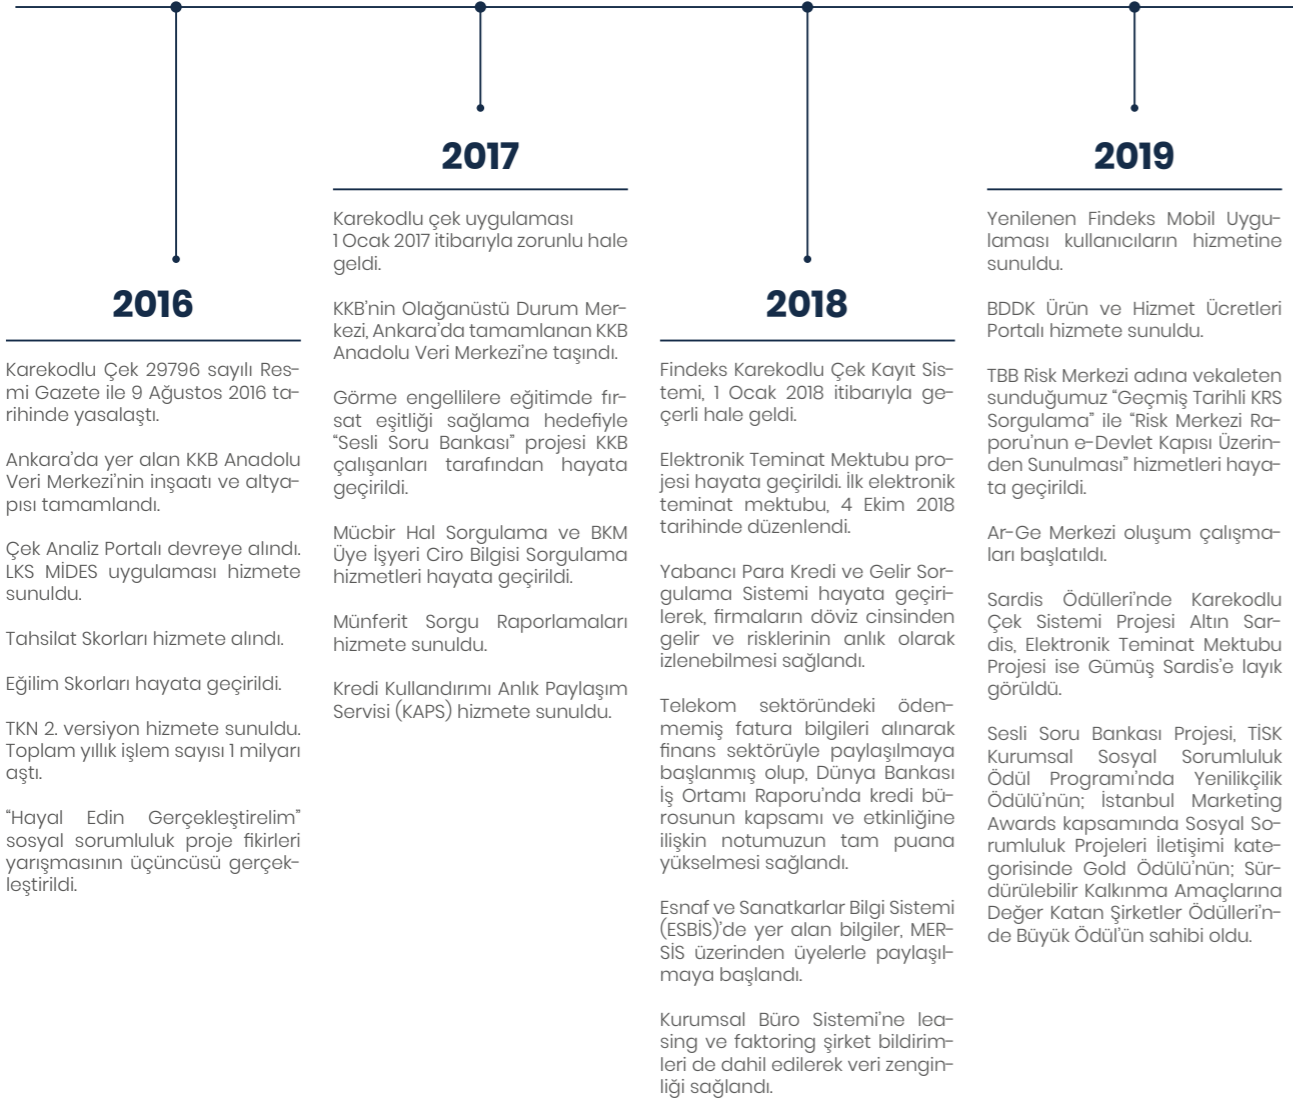 2016
Karekodlu Çek 29796 sayılı Res-
mi Gazete ile 9 Ağustos 2016 ta-
rihinde yasalaştı.
Ankara'da yer alan KKB Anadolu
Veri Merkezi'nin inşaatı ve altya-
pısı tamamlandı.
Çek Analiz Portalı devreye alındı.
LKS MİDES uygulaması hizmete
sunuldu.
Tahsilat Skorları hizmete alındı.
Eğilim Skorları hayata geçirildi.
TKN 2. versiyon hizmete sunuldu.
Toplam yıllık işlem sayısı 1 milyarı
aştı.
"Hayal Edin Gerçekleştirelim"
sosyal sorumluluk proje fikirleri
yarışmasının üçüncüsü gerçek-
leştirildi.
2017
Karekodlu çek uygulaması
1 Ocak 2017 itibarıyla zorunlu hale
geldi.
KKB'nin Olağanüstü Durum Mer-
kezi, Ankara'da tamamlanan KKB
Anadolu Veri Merkezi'ne taşındı.
Görme engellilere eğitimde fır-
sat eşitliği sağlama hedefiyle
"Sesli Soru Bankası" projesi KKB
çalışanları tarafından hayata
geçirildi.
Mücbir Hal Sorgulama ve BKM
Üye İşyeri Ciro Bilgisi Sorgulama
hizmetleri hayata geçirildi.
Münferit Sorgu Raporlamaları
hizmete sunuldu.
Kredi Kullandırımı Anlık Paylaşım
Servisi (KAPS) hizmete sunuldu.
2018
Findeks Karekodlu Çek Kayıt Sis-
temi, 1 Ocak 2018 itibarıyla ge-
çerli hale geldi.
Elektronik Teminat Mektubu pro-
jesi hayata geçirildi. İlk elektronik
teminat mektubu, 4 Ekim 2018
tarihinde düzenlendi.
Yabancı Para Kredi ve Gelir Sor-
gulama Sistemi hayata geçiri-
lerek, firmaların döviz cinsinden
gelir ve risklerinin anlık olarak
izlenebilmesi sağlandı.
Telekom sektöründeki öden-
memiş fatura bilgileri alınarak
finans sektörüyle paylaşılmaya
başlanmış olup, Dünya Bankası
İş Ortamı Raporu'nda kredi bü-
rosunun kapsamı ve etkinliğine
ilişkin notumuzun tam puana
yükselmesi sağlandı.
Esnaf ve Sanatkarlar Bilgi Sistemi
(ESBİS)'de yer alan bilgiler, MER-
SİS üzerinden üyelerle paylaşıl-
maya başlandı.
Kurumsal Büro Sistemi'ne lea-
sing ve faktoring şirket bildirim-
leri de dahil edilerek veri zengin-
liği sağlandı.
2019
Yenilenen Findeks Mobil Uygu-
laması kullanıcıların hizmetine
sunuldu.
BDDK Ürün ve Hizmet Ücretleri
Portalı hizmete sunuldu.
TBB Risk Merkezi adına vekaleten
sunduğumuz "Geçmiş Tarihli KRS
Sorgulama" ile "Risk Merkezi Ra-
poru'nun e-Devlet Kapısı Üzerin-
den Sunulması" hizmetleri haya-
ta geçirildi.
Ar-Ge Merkezi oluşum çalışma-
ları başlatıldı.
Sardis Ödülleri'nde Karekodlu
Çek Sistemi Projesi Altın Sar-
dis, Elektronik Teminat Mektubu
Projesi ise Gümüş Sardis'e layık
görüldü.
Sesli Soru Bankası Projesi, TİSK
Kurumsal Sosyal Sorumluluk
Ödül Programı'nda Yenilikçilik
Ödülü'nün; İstanbul Marketing
Awards kapsamında Sosyal So-
rumluluk Projeleri İletişimi kate-
gorisinde Gold Ödülü'nün; Sür-
dürülebilir Kalkınma Amaçlarına
Değer Katan Şirketler Ödülleri'n-
de Büyük Ödül'ün sahibi oldu.